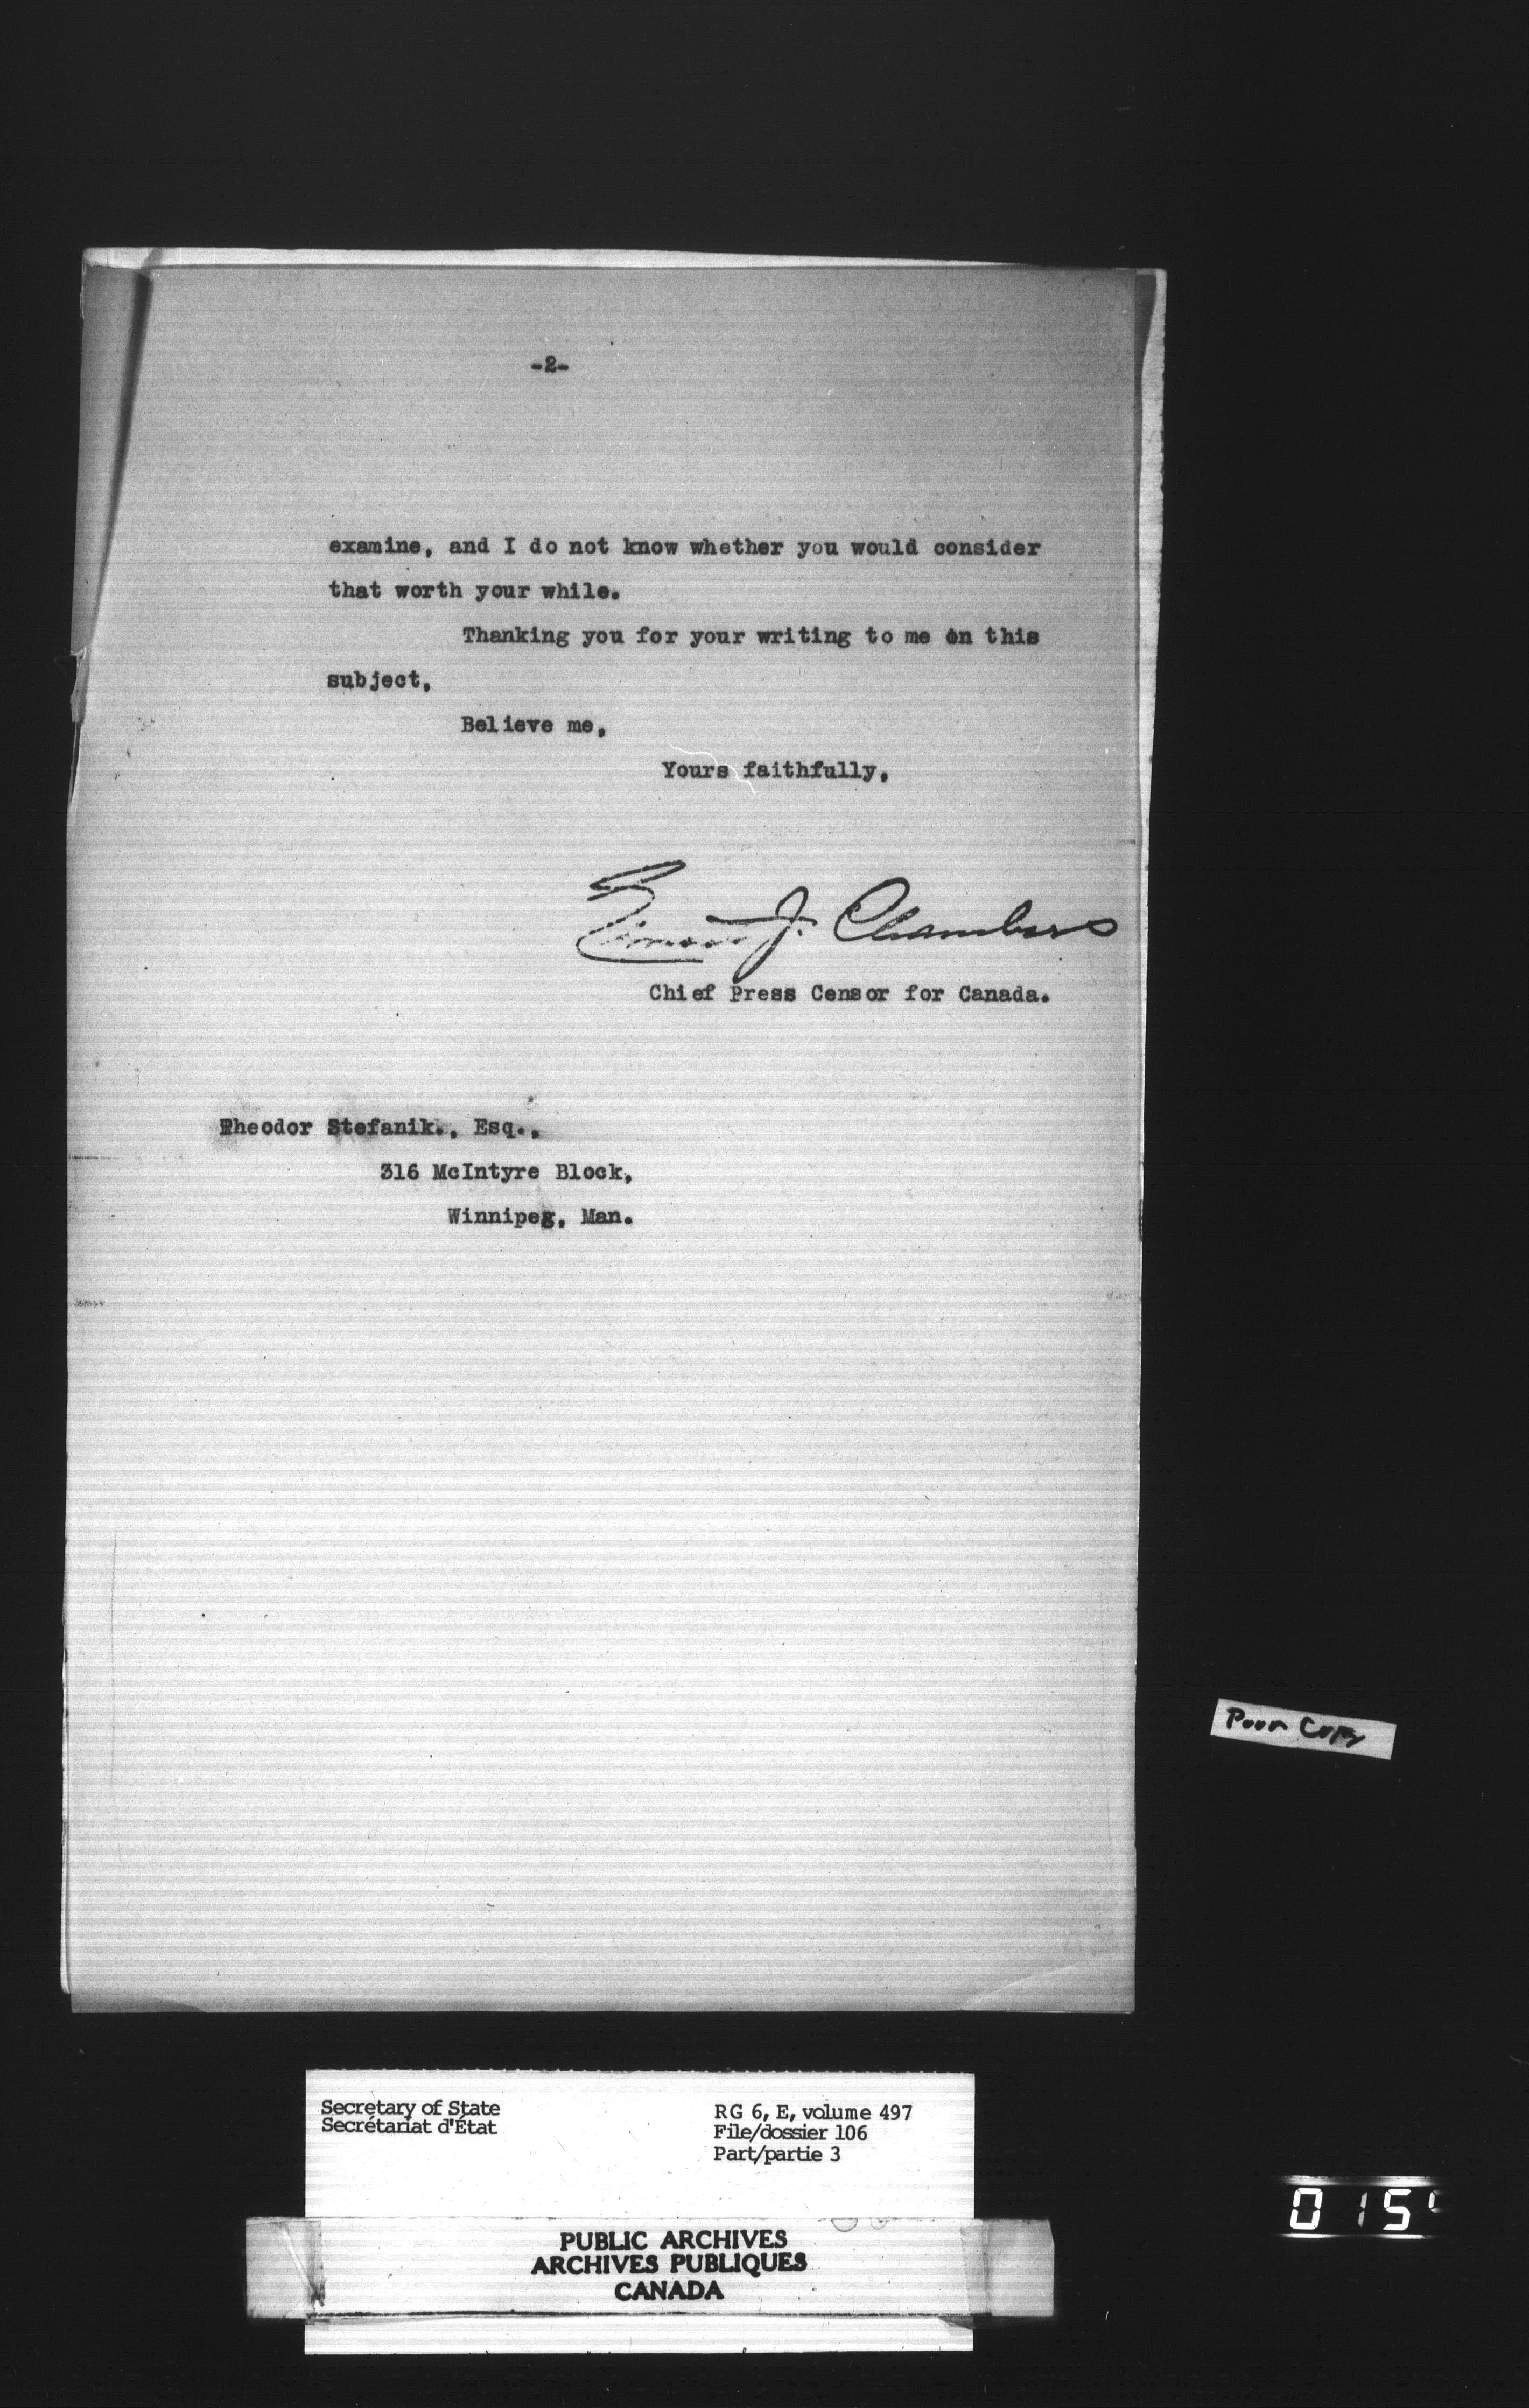 -2-
examine, and I do not know whether you would consider
that worth your while.
Thanking you for your writing to me on this
subject,
Believe me,
Yours faithfully,
J. Chambers
Chief Press Censor for Canada.
Theodor Stefanik., Esq.,
316 McIntyre Block,
Winnipeg, Man.
Poor Copy
Secretary of State
Secrétariat d'État
RG 6, E, volume 497
File/dossier 106
Part/partie 3
PUBLIC ARCHIVES
ARCHIVES PUBLIQUES
CANADA
015